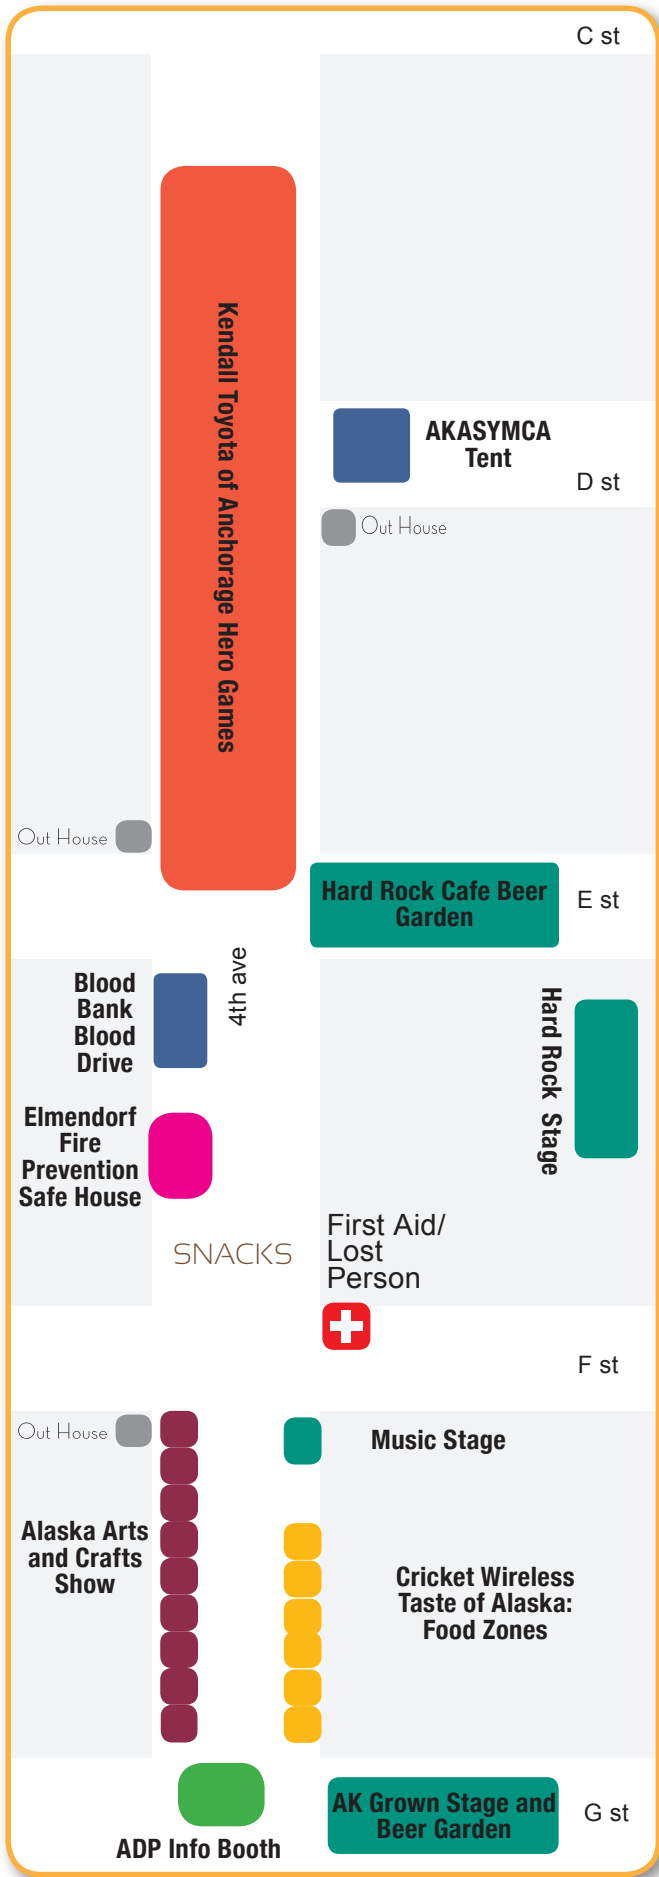 C st
Kendall Toyota of Anchorage Hero Games
AKASYMCA
Tent
D st
Out House
Out House
Hard Rock Cafe Beer
Garden
E st
4th ave
Blood
Bank
Blood
Drive
Hard Rock Stage
Elmendorf
Fire
Prevention
Safe House
SNACKS
First Aid/
Lost
Person
F st
Out House
Music Stage
Alaska Arts
and Crafts
Show
Cricket Wireless
Taste of Alaska:
Food Zones
AK Grown Stage and
Beer Garden
G st
ADP Info Booth